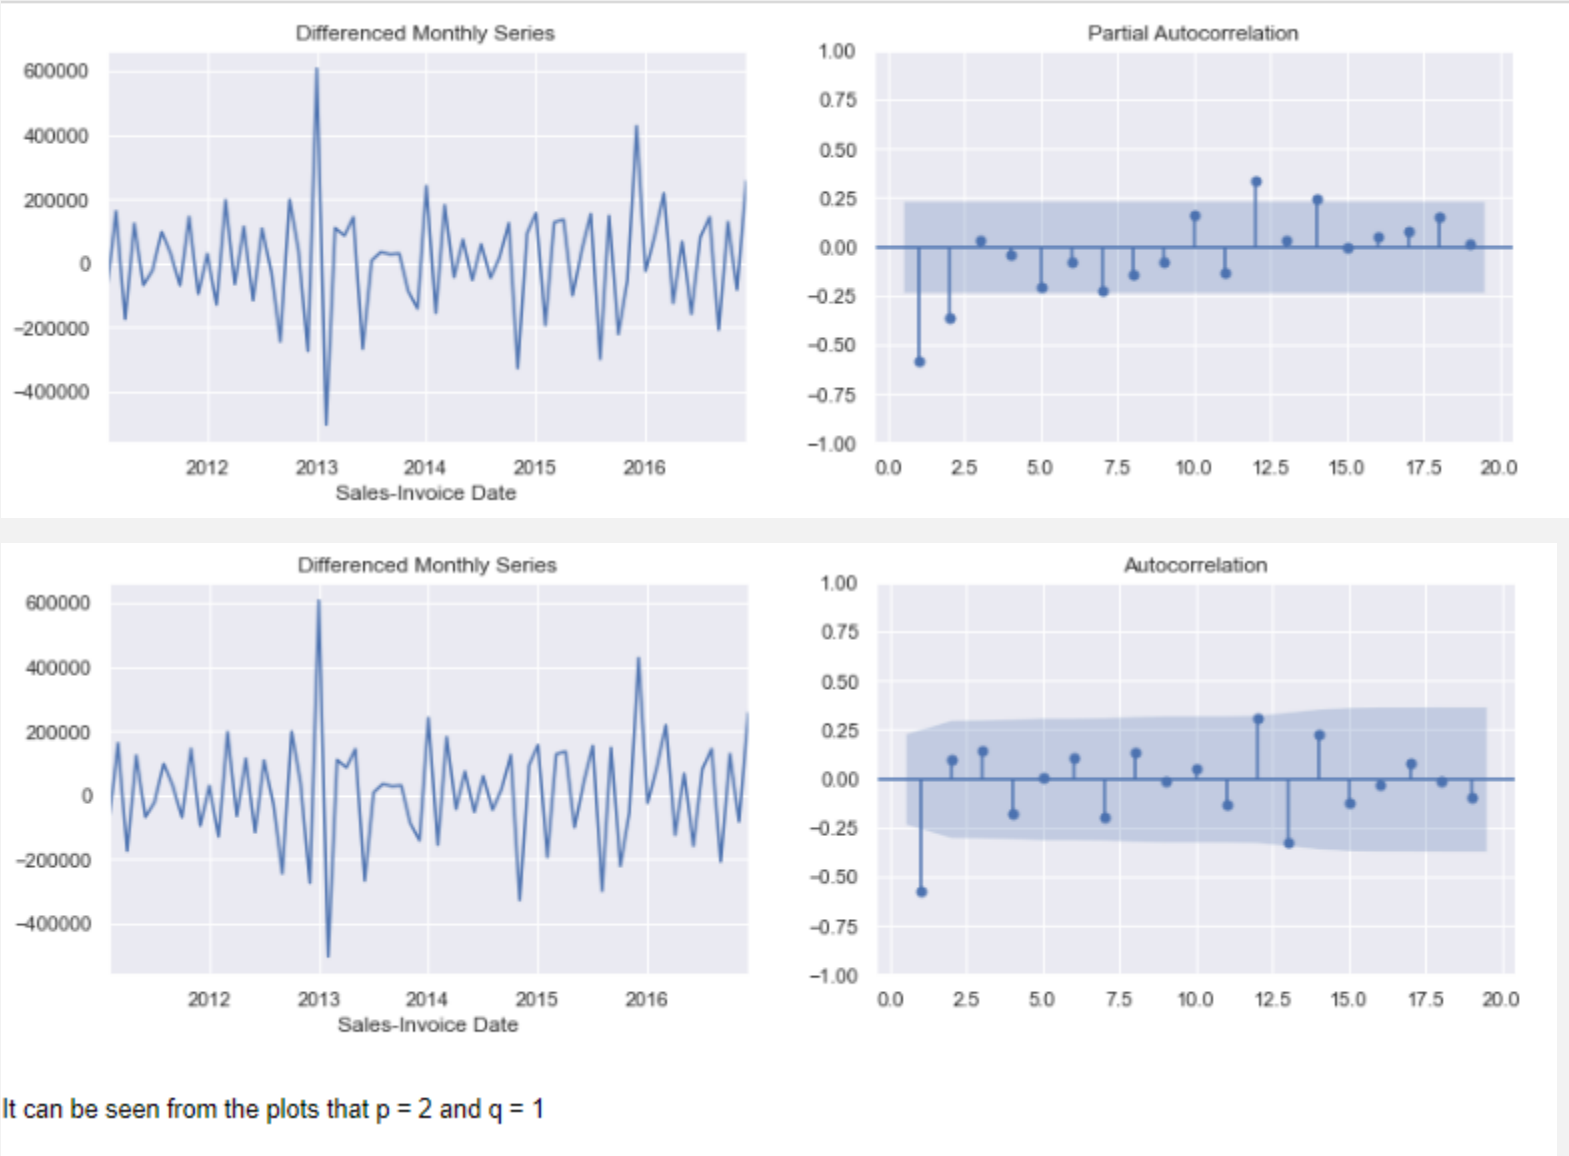 Differenced Monthly Series
600000
400000
200000
0
−200000
−400000
2012 2013 2014 2015 2016
Sales-Invoice Date
Partial Autocorrelation
1.00
0.75
0.50
0.25
0.00
−0.25
−0.50
−0.75
−1.00
0.0 2.5 5.0 7.5 10.0 12.5 15.0 17.5 20.0
Differenced Monthly Series
600000
400000
200000
0
−200000
−400000
2012 2013 2014 2015 2016
Sales-Invoice Date
Autocorrelation
1.00
0.75
0.50
0.25
0.00
−0.25
−0.50
−0.75
−1.00
0.0 2.5 5.0 7.5 10.0 12.5 15.0 17.5 20.0
It can be seen from the plots that p = 2 and q = 1